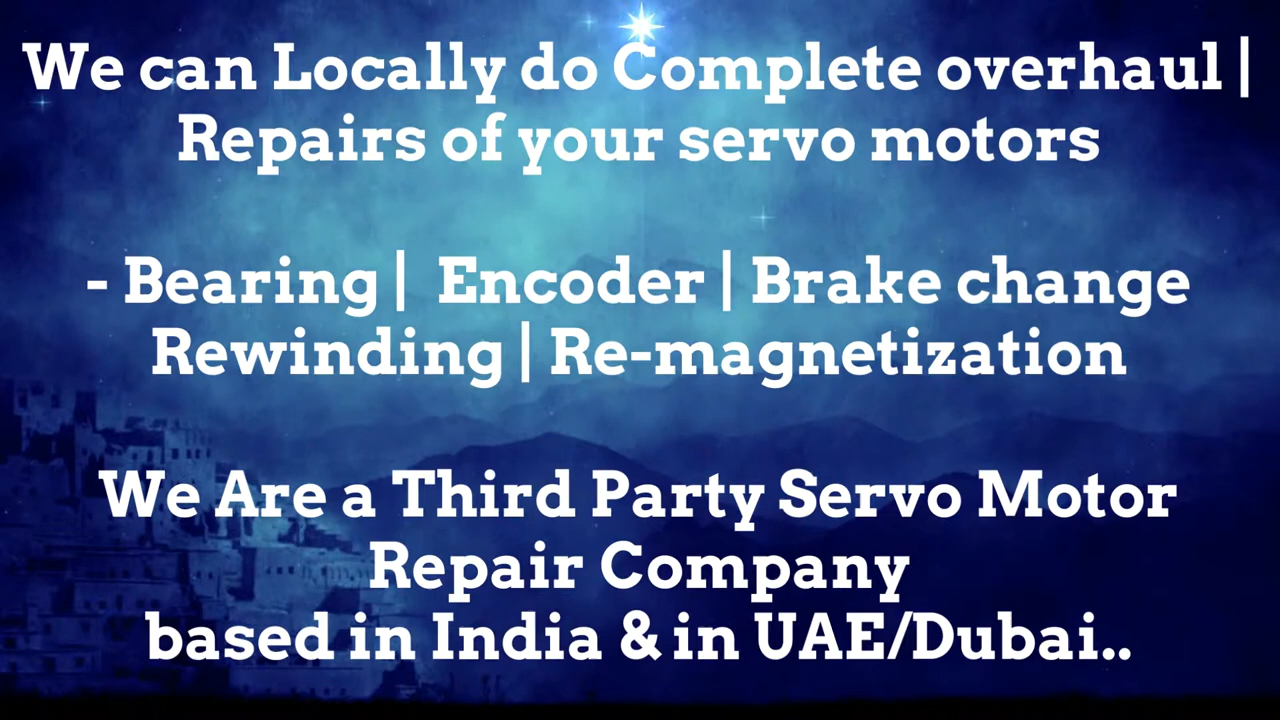 We can Locally do Complete overhaul |
Repairs of your servo motors
- Bearing |  Encoder | Brake change
Rewinding | Re-magnetization
We Are a Third Party Servo Motor
Repair Company
based in India & in UAE/Dubai..